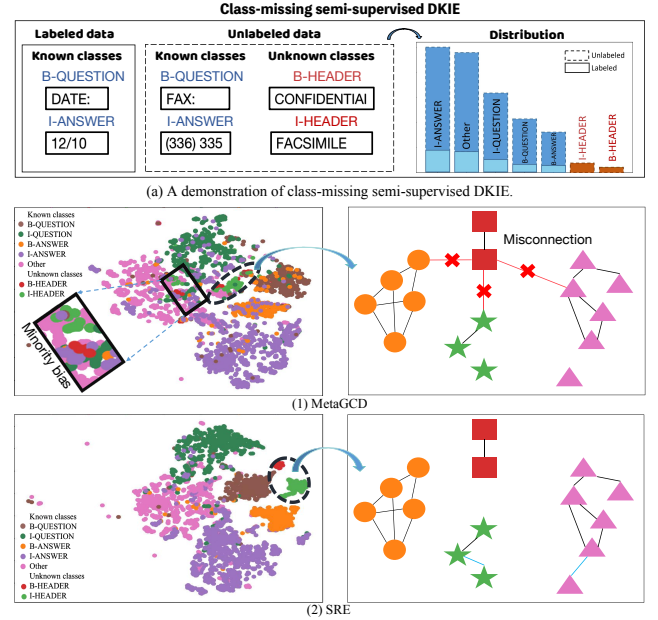 Class-missing semi-supervised DKIE
Labeled data
Unlabeled data
Distribution
Known classes
Known classes
Unknown classes
B-QUESTION
B-QUESTION
B-HEADER
DATE:
FAX:
CONFIDENTIAI
I-ANSWER
I-ANSWER
I-HEADER
12/10
(336) 335
FACSIMILE
Unlabeled
Labeled
I-ANSWER
Other
I-QUESTION
B-QUESTION
B-ANSWER
I-HEADER
B-HEADER
(a) A demonstration of class-missing semi-supervised DKIE.
Known classes
B-QUESTION
I-QUESTION
B-ANSWER
I-ANSWER
Other
Unknown classes
B-HEADER
I-HEADER
Minority bias
Misconnection
(1) MetaGCD
Known classes
B-QUESTION
I-QUESTION
B-ANSWER
I-ANSWER
Other
Unknown classes
B-HEADER
I-HEADER
(2) SRE